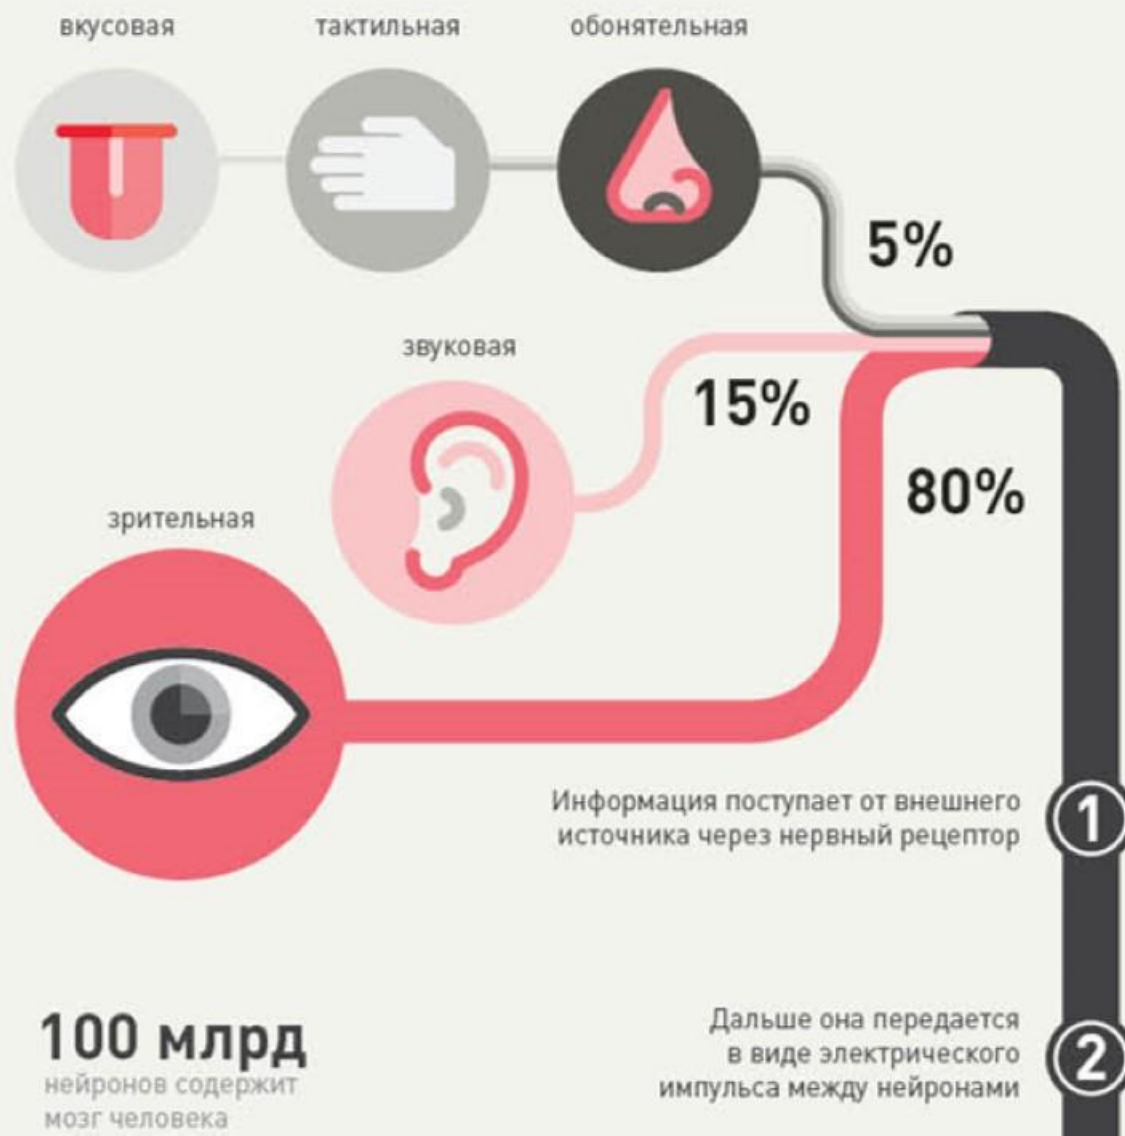 вкусовая
тактильная
обонятельная
5%
звуковая
15%
80%
зрительная
Информация поступает от внешнего
источника через нервный рецептор
1
100 млрд
нейронов содержит
мозг человека
Дальше она передается
в виде электрического
импульса между нейронами
2